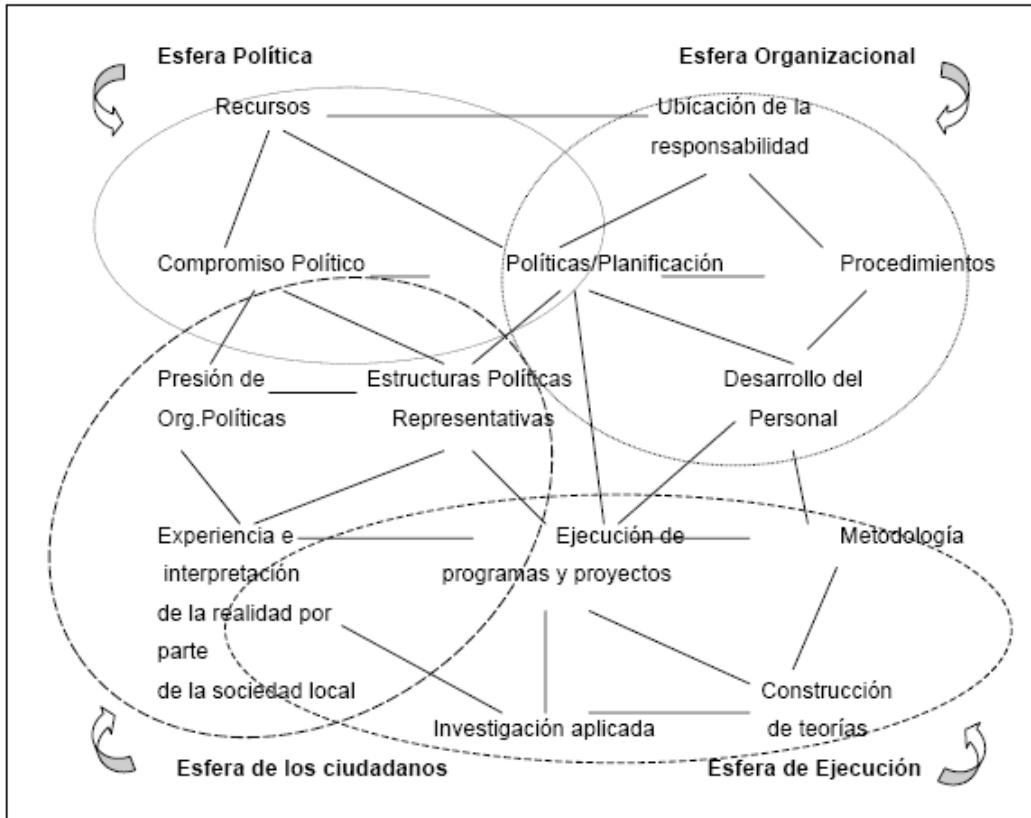 Esfera Política
Esfera Organizacional
Recursos
Ubicación de la
responsabilidad
Compromiso Político
Políticas/Planificación
Procedimientos
Presión de
Org.Políticas
Estructuras Políticas
Representativas
Desarrollo del
Personal
Experiencia e
interpretación
de la realidad por
parte
de la sociedad local
Ejecución de
programas y proyectos
Metodología
Investigación aplicada
Construcción
de teorías
Esfera de los ciudadanos
Esfera de Ejecución